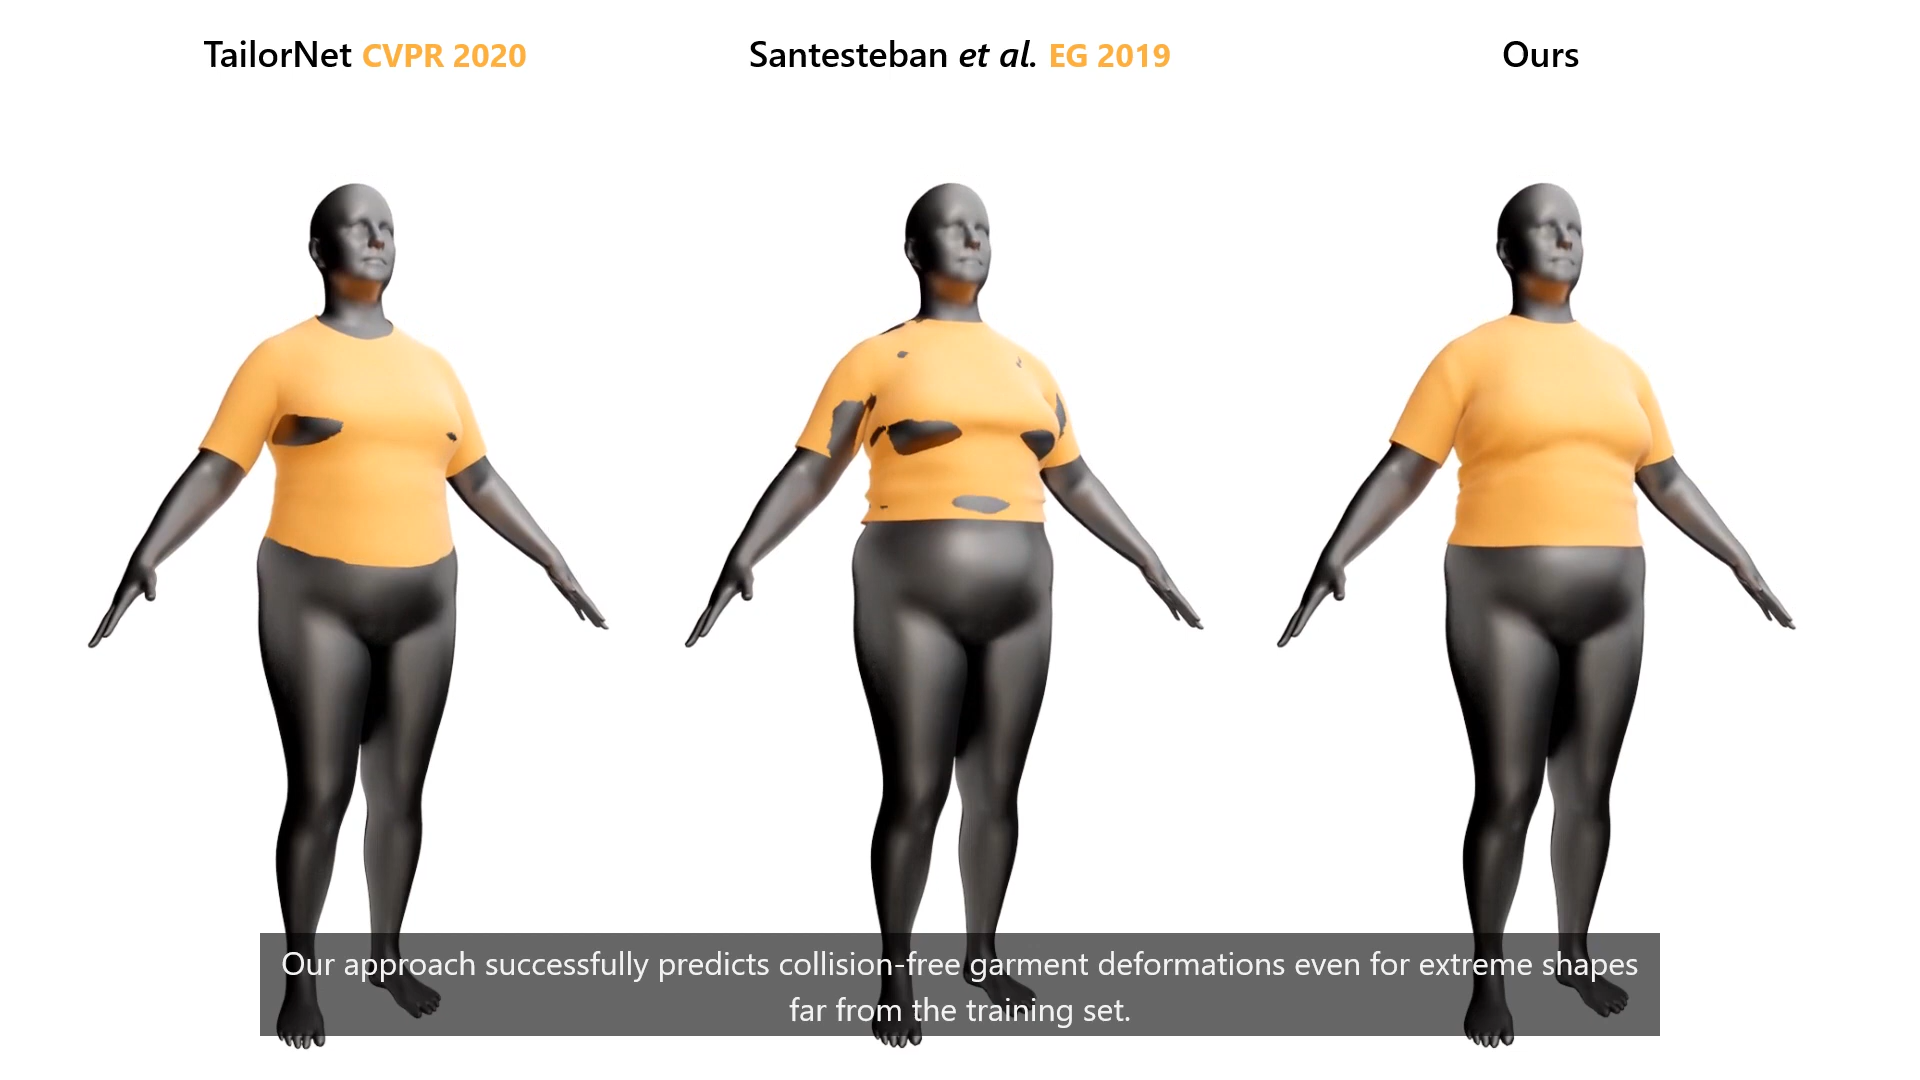 TailorNet CVPR 2020
Santesteban et al. EG 2019
Ours
Our approach successfully predicts collision-free garment deformations even for extreme shapes
far from the training set.